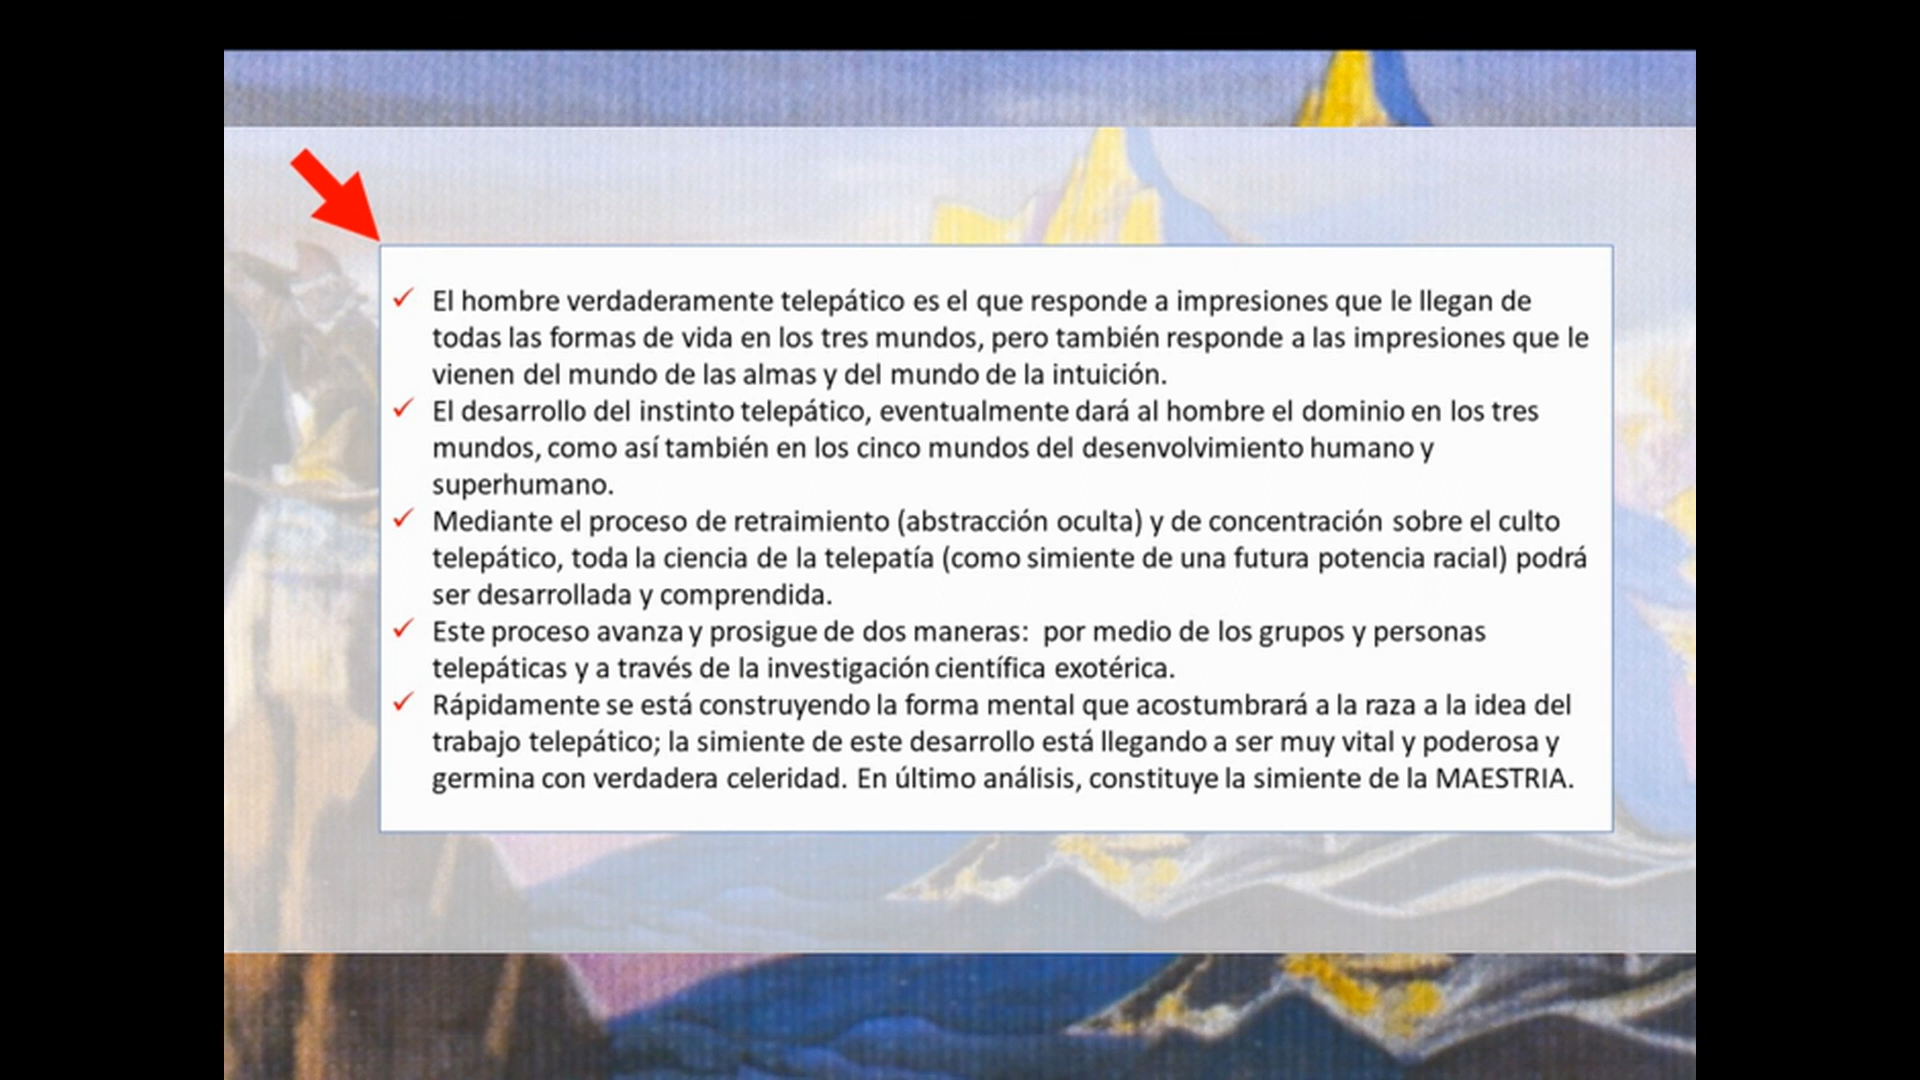 El hombre verdaderamente telepático es el que responde a impresiones que le llegan de
todas las formas de vida en los tres mundos, pero también responde a las impresiones que le
vienen del mundo de las almas y del mundo de la intuición.
El desarrollo del instinto telepático, eventualmente dará al hombre el dominio en los tres
mundos, como así también en los cinco mundos del desenvolvimiento humano y
superhumano.
Mediante el proceso de retraimiento (abstracción oculta) y de concentración sobre el culto
telepático, toda la ciencia de la telepatía (como simiente de una futura potencia racial) podrá
ser desarrollada y comprendida.
Este proceso avanza y prosigue de dos maneras:  por medio de los grupos y personas
telepáticas y a través de la investigación científica exotérica.
Rápidamente se está construyendo la forma mental que acostumbrará a la raza a la idea del
trabajo telepático; la simiente de este desarrollo está llegando a ser muy vital y poderosa y
germina con verdadera celeridad. En último análisis, constituye la simiente de la MAESTRIA.